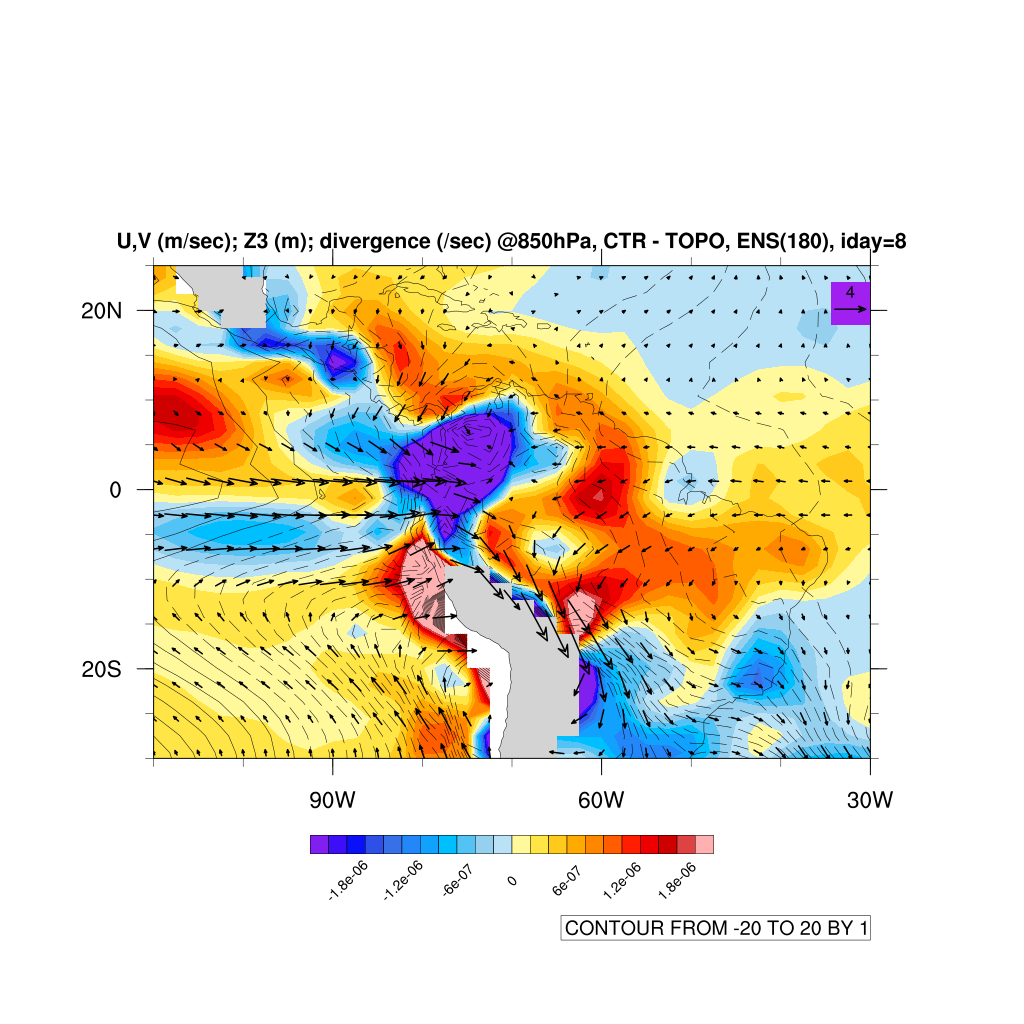 U,V (m/sec); Z3 (m); divergence (/sec) @850hPa, CTR - TOPO, ENS(180), iday=8
4
20N
0
20S
90W
60W
30W
-1.8e-06
-1.2e-06
-6e-07
0
6e-07
1.2e-06
1.8e-06
CONTOUR FROM -20 TO 20 BY 1